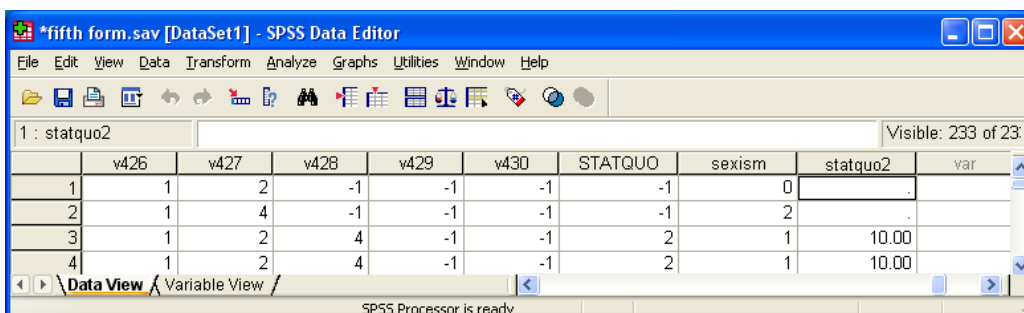 *fifth form.sav [DataSet1] - SPSS Data Editor
File Edit View Data Transform Analyze Graphs Utilities Window Help
1 : statquo2 Visible: 233 of 23
v426 v427 v428 v429 v430 STATQUO sexism statquo2 var
1 1 2 -1 -1 -1 -1 0 .
2 1 4 -1 -1 -1 -1 2 .
3 1 2 4 -1 -1 2 1 10.00
4 1 2 4 -1 -1 2 1 10.00
Data View Variable View
SPSS Processor is ready